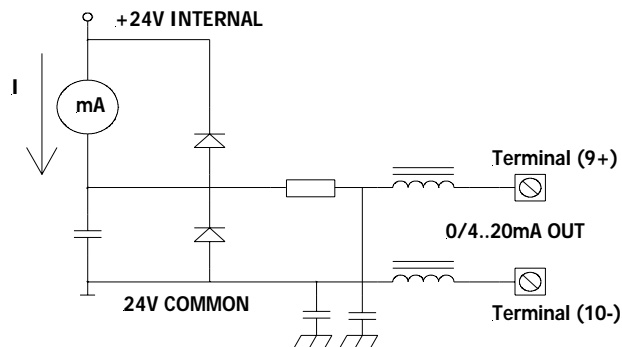 +24V INTERNAL
I
mA
Terminal (9+)
0/4..20mA OUT
24V COMMON
Terminal (10-)